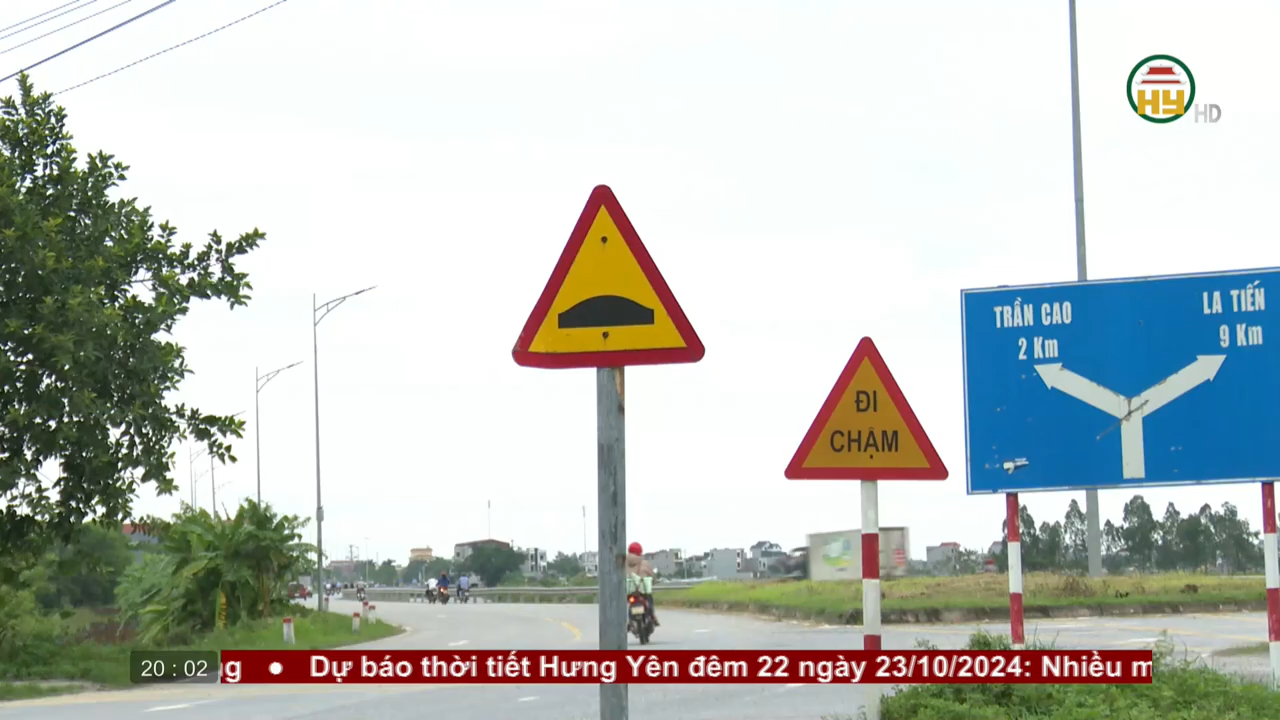 HY HD
TRẦN CAO
2 Km
LA TIẾN
9 Km
ĐI
CHẬM
20 : 02
g ● Dự báo thời tiết Hưng Yên đêm 22 ngày 23/10/2024: Nhiều m